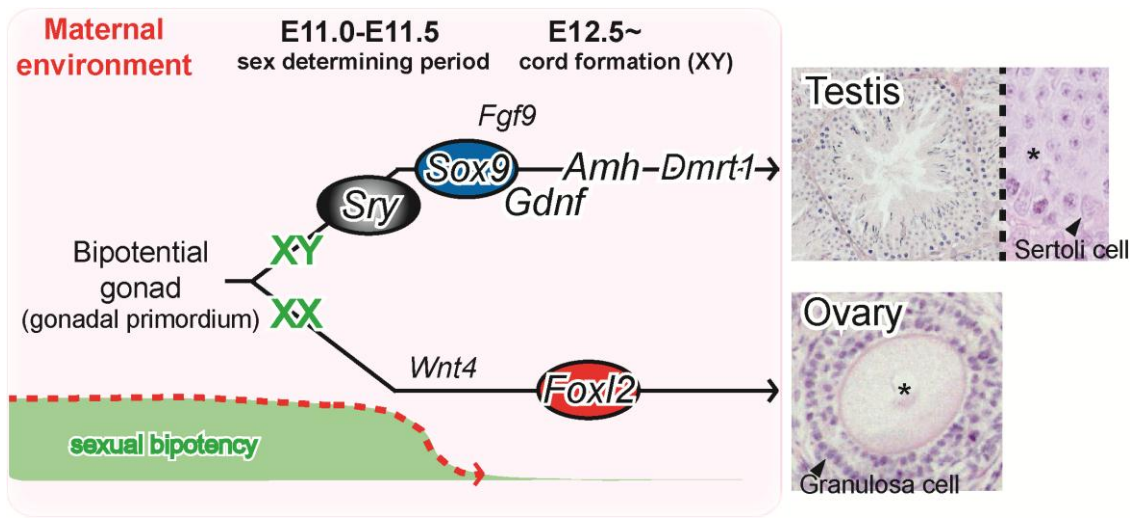 Maternal
environment
E11.0-E11.5
sex determining period
E12.5~
cord formation (XY)
Fgf9
Sox9
Amh
Dmrt1
Gdnf
Sry
XY
Bipotential
gonad
(gonadal primordium)
XX
Wnt4
Foxl2
sexual bipotency
Testis
*
Sertoli cell
Ovary
*
Granulosa cell